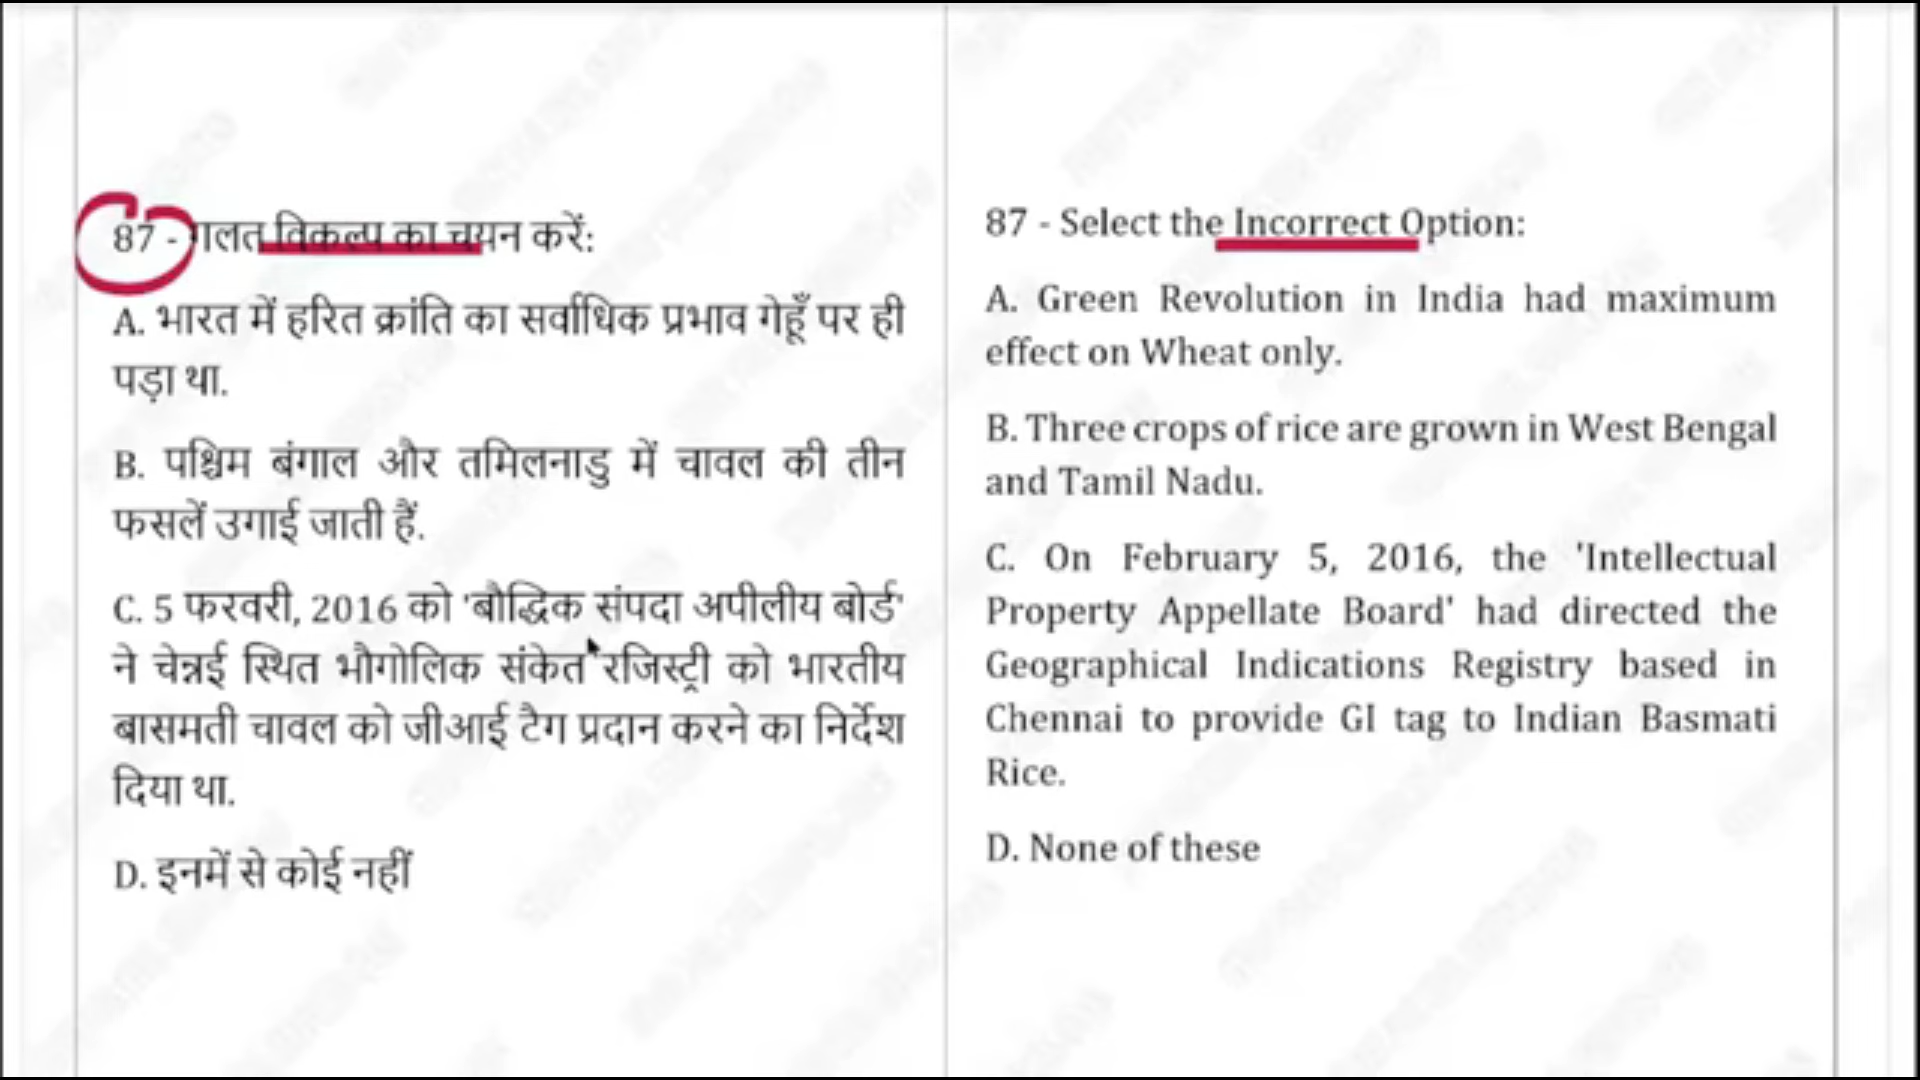 87 - गलत विकल्प का चयन करें:
A. भारत में हरित क्रांति का सर्वाधिक प्रभाव गेहूँ पर ही
पड़ा था.
B. पश्चिम बंगाल और तमिलनाडु में चावल की तीन
फसलें उगाई जाती हैं.
C. 5 फरवरी, 2016 को 'बौद्धिक संपदा अपीलीय बोर्ड'
ने चेन्नई स्थित भौगोलिक संकेत रजिस्ट्री को भारतीय
बासमती चावल को जीआई टैग प्रदान करने का निर्देश
दिया था.
D. इनमें से कोई नहीं
87 - Select the Incorrect Option:
A. Green Revolution in India had maximum
effect on Wheat only.
B. Three crops of rice are grown in West Bengal
and Tamil Nadu.
C. On February 5, 2016, the 'Intellectual
Property Appellate Board' had directed the
Geographical Indications Registry based in
Chennai to provide GI tag to Indian Basmati
Rice.
D. None of these